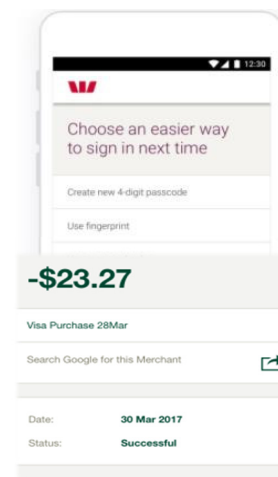 12:30
Choose an easier way
to sign in next time
Create new 4-digit passcode
Use fingerprint
-$23.27
Visa Purchase 28Mar
Search Google for this Merchant
Date: 30 Mar 2017
Status: Successful